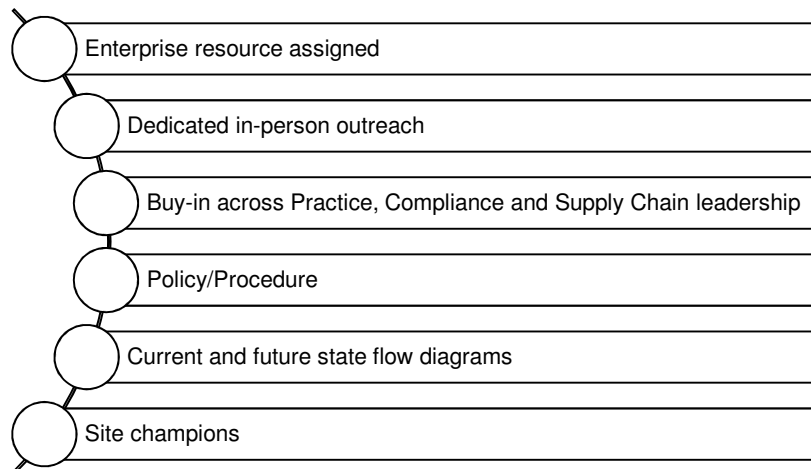 Enterprise resource assigned
Dedicated in-person outreach
Buy-in across Practice, Compliance and Supply Chain leadership
Policy/Procedure
Current and future state flow diagrams
Site champions